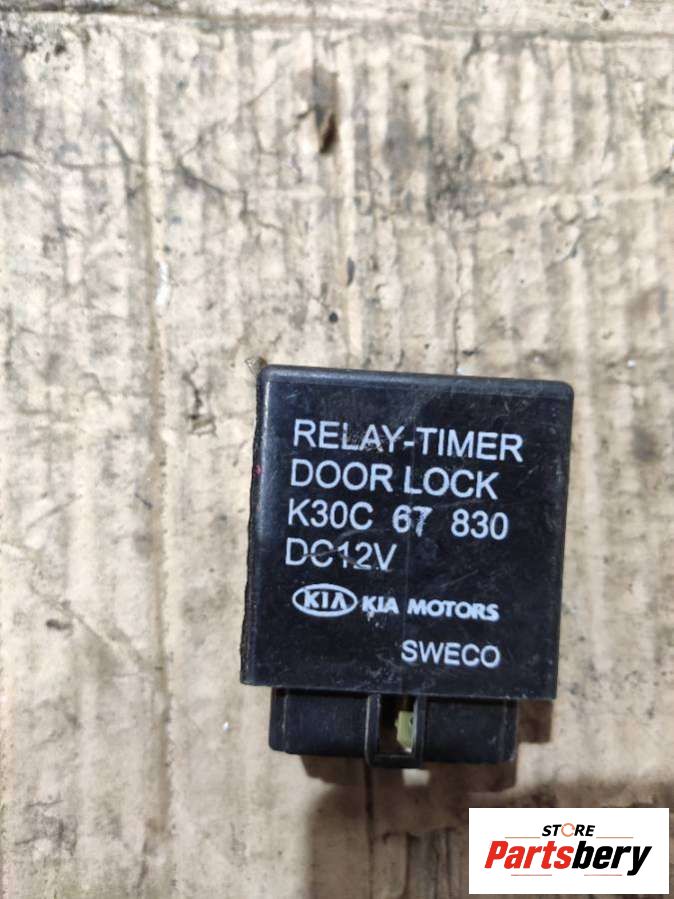 RELAY-TIMER
DOOR LOCK
K30C 67 830
DC12V
KIA KIA MOTORS
SWECO
STORE
Partsbery